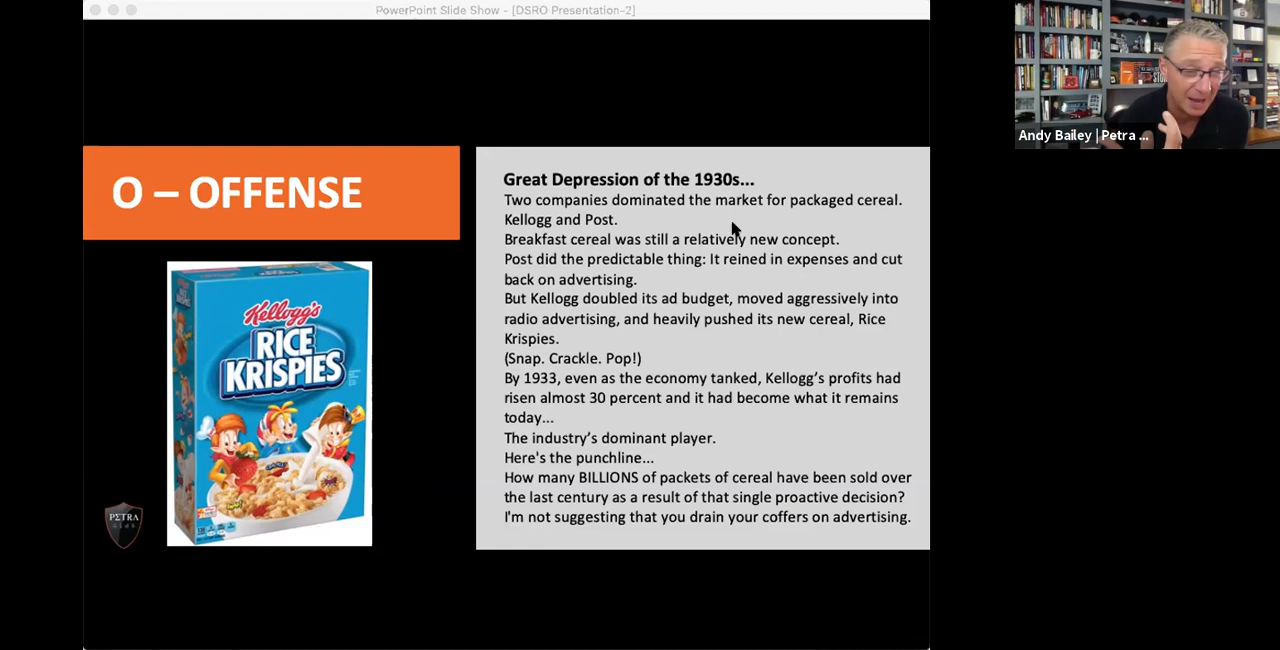 PowerPoint Slide Show - [DSRO Presentation-2]
O – OFFENSE
Great Depression of the 1930s...
Two companies dominated the market for packaged cereal.
Kellogg and Post.
Breakfast cereal was still a relatively new concept.
Post did the predictable thing: It reined in expenses and cut
back on advertising.
But Kellogg doubled its ad budget, moved aggressively into
radio advertising, and heavily pushed its new cereal, Rice
Krispies.
(Snap. Crackle. Pop!)
By 1933, even as the economy tanked, Kellogg’s profits had
risen almost 30 percent and it had become what it remains
today...
The industry’s dominant player.
Here's the punchline...
How many BILLIONS of packets of cereal have been sold over
the last century as a result of that single proactive decision?
I'm not suggesting that you drain your coffers on advertising.
Kellogg's
RICE
KRISPIES
PETRA
Andy Bailey | Petra ...